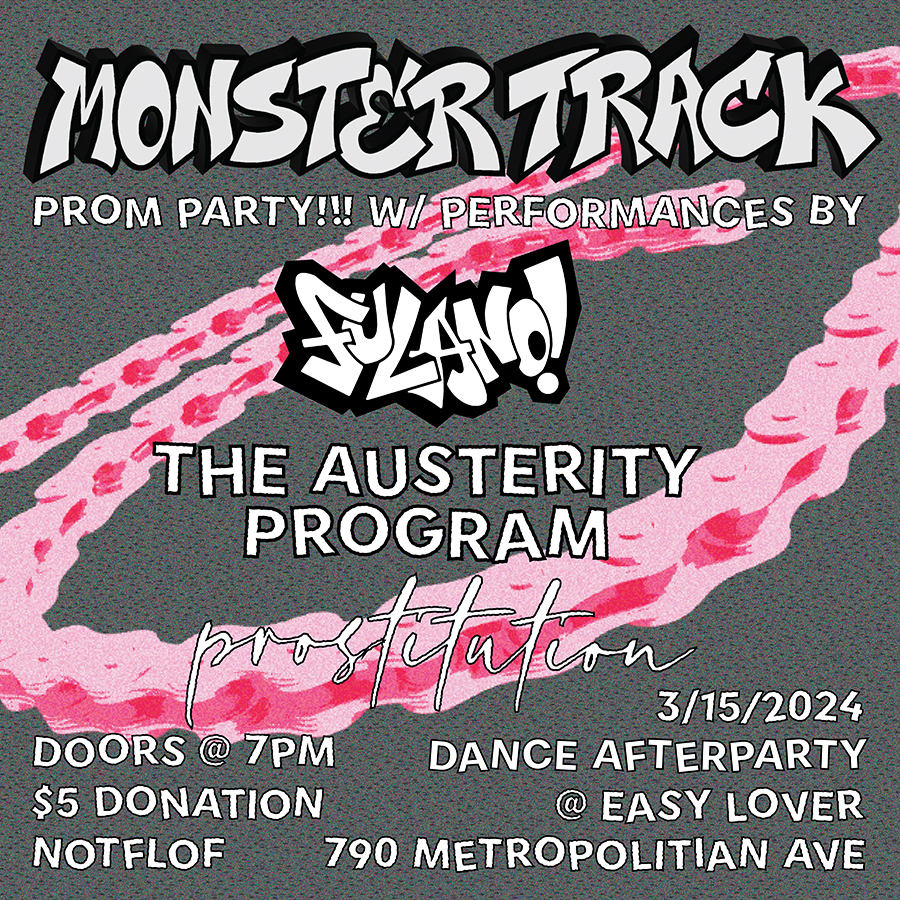 MONSTER TRACK
PROM PARTY!!! W/ PERFORMANCES BY
FULANO!
THE AUSTERITY
PROGRAM
prostitution
3/15/2024
DOORS @ 7PM
DANCE AFTERPARTY
$5 DONATION
@ EASY LOVER
NOTFLOF
790 METROPOLITIAN AVE